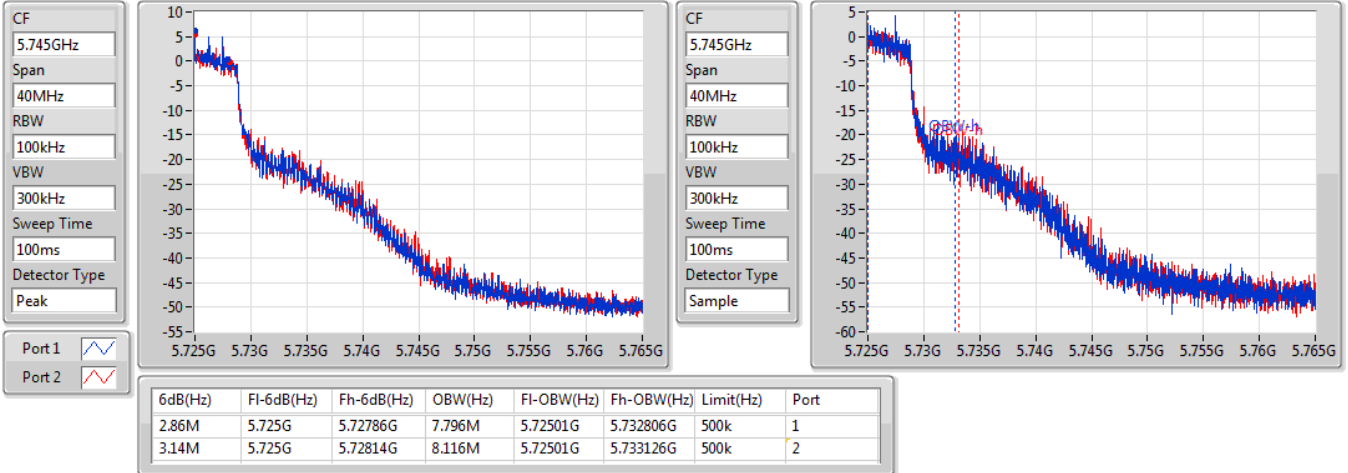 CF
5.745GHz
Span
40MHz
RBW
100kHz
VBW
300kHz
Sweep Time
100ms
Detector Type
Peak
10-
5-
0-
-5-
-10-
-15-
-20-
-25-
-30-
-35-
-40-
-45-
-50-
-55-
5.725G 5.73G 5.735G 5.74G 5.745G 5.75G 5.755G 5.76G 5.765G
CF
5.745GHz
Span
40MHz
RBW
100kHz
VBW
300kHz
Sweep Time
100ms
Detector Type
Sample
5-
0-
-5-
-10-
-15-
-20-
-25-
-30-
-35-
-40-
-45-
-50-
-55-
-60-
OBW-h
5.725G 5.73G 5.735G 5.74G 5.745G 5.75G 5.755G 5.76G 5.765G
Port 1
Port 2
6dB(Hz) Fl-6dB(Hz) Fh-6dB(Hz) OBW(Hz) Fl-OBW(Hz) Fh-OBW(Hz) Limit(Hz) Port
2.86M 5.725G 5.72786G 7.796M 5.72501G 5.732806G 500k 1
3.14M 5.725G 5.72814G 8.116M 5.72501G 5.733126G 500k 2